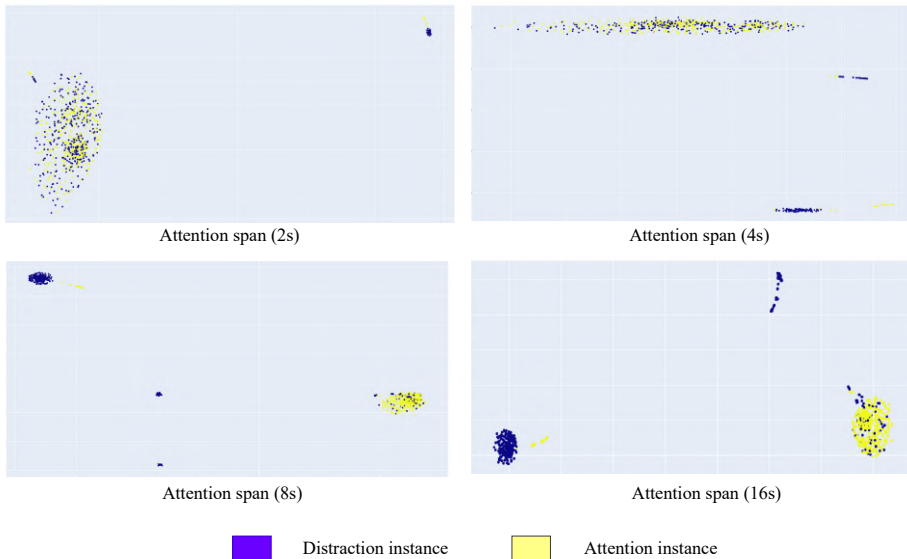 Attention span (2s)
Attention span (4s)
Attention span (8s)
Attention span (16s)
Distraction instance
Attention instance